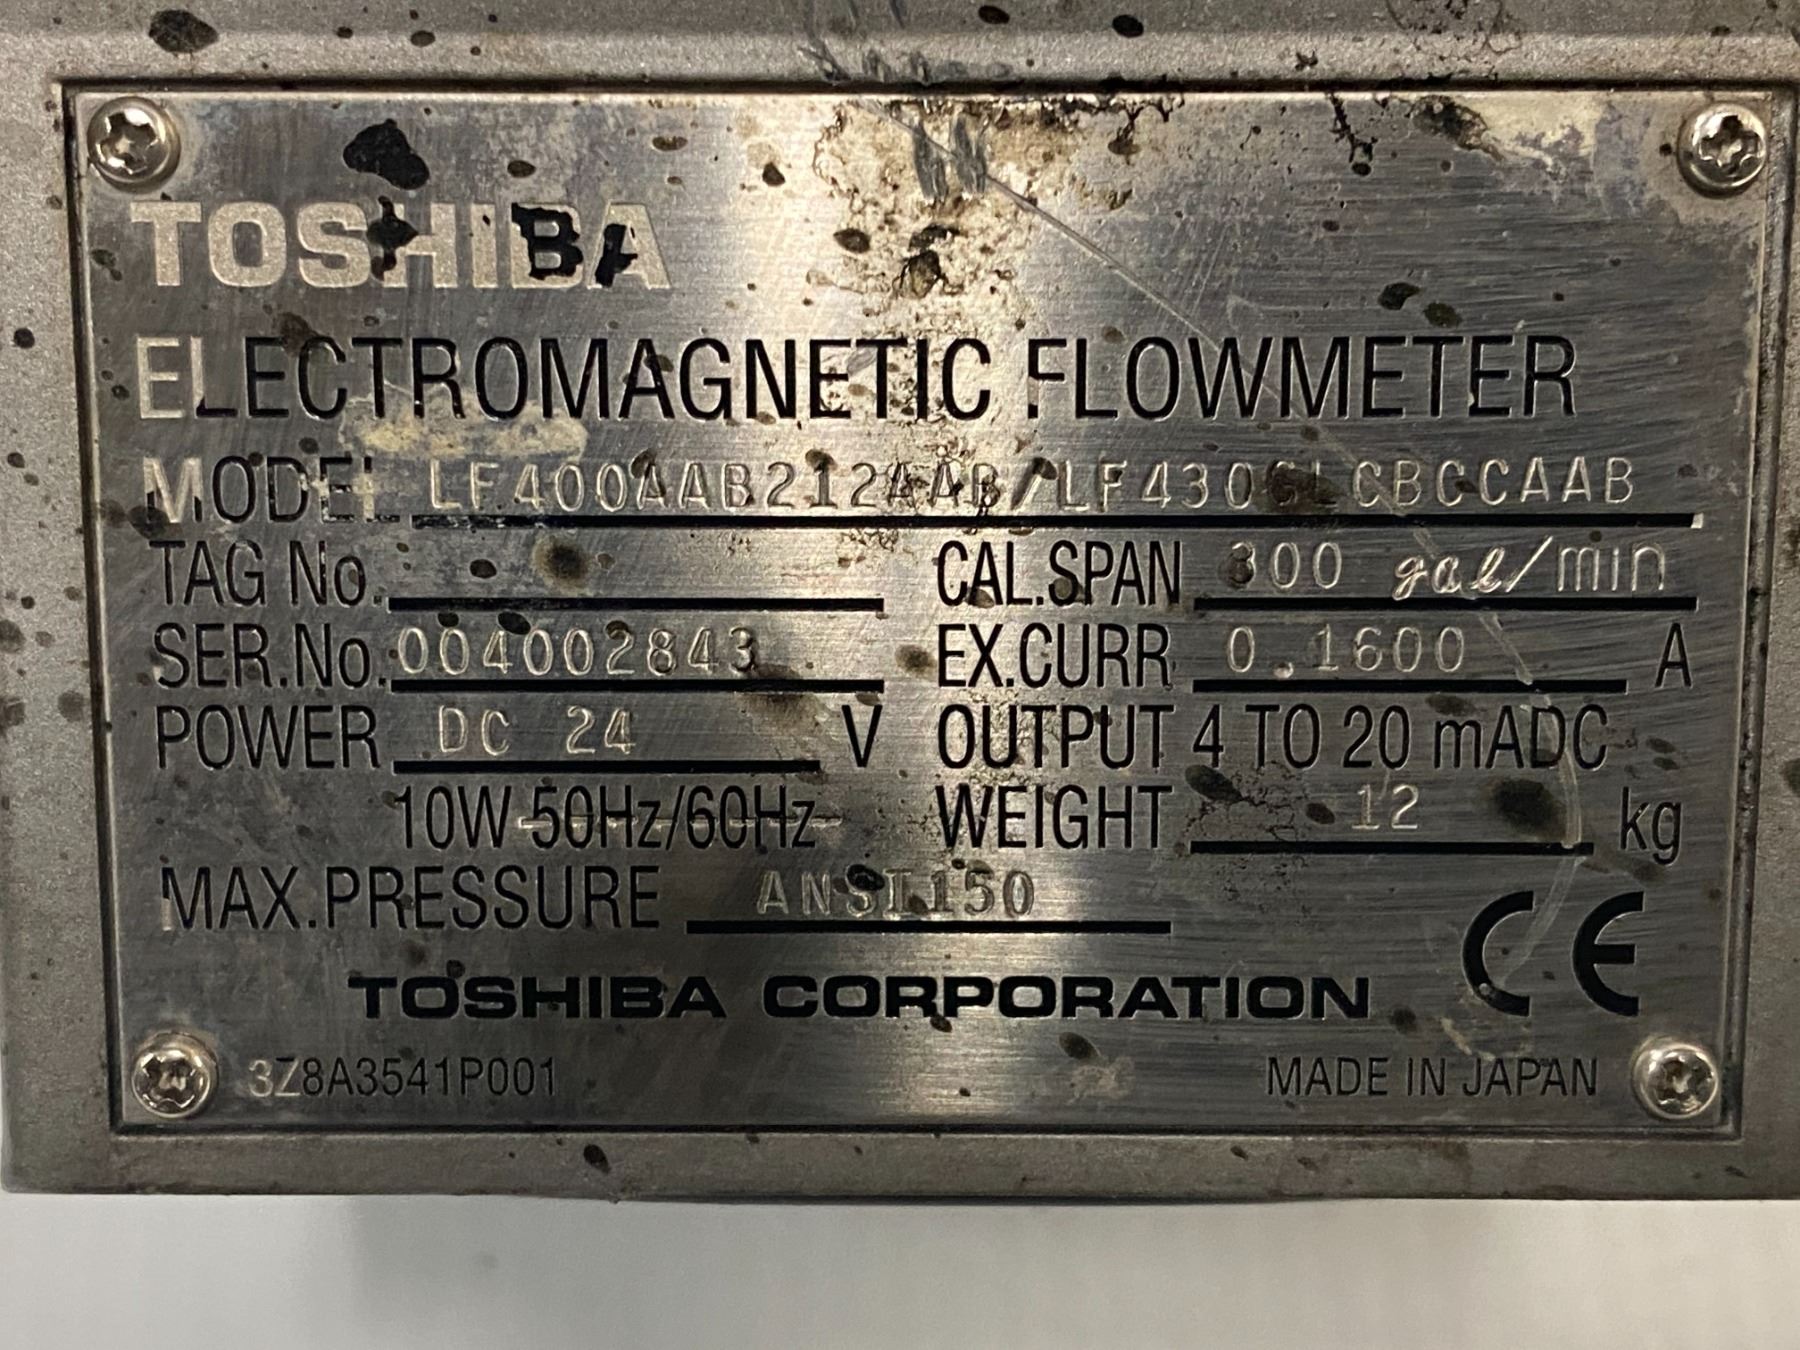 TOSHIBA
ELECTROMAGNETIC FLOWMETER
MODEL LF400AAB212AAB/LF430GLCBCCAAB
TAG No.
CAL.SPAN 300 gal/min
SER.No. 004002843
EX.CURR. 0.1600 A
POWER DC 24 V
OUTPUT 4 TO 20 mADC
10W 50Hz/60Hz
WEIGHT 12 kg
MAX.PRESSURE ANSI150
CE
TOSHIBA CORPORATION
3Z8A3541P001
MADE IN JAPAN